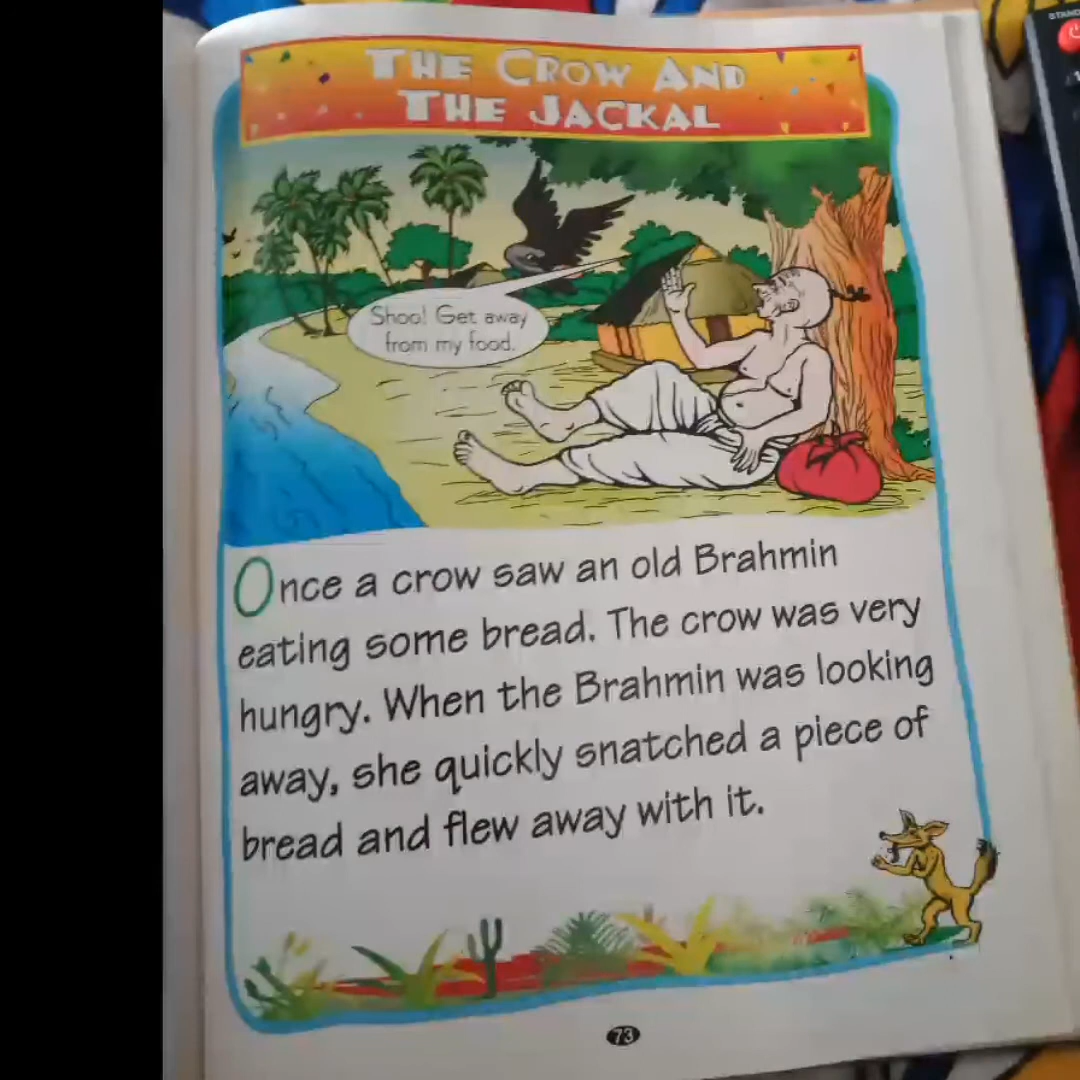 THE CROW AND
THE JACKAL
Shoo! Get away
from my food.
Once a crow saw an old Brahmin
eating some bread. The crow was very
hungry. When the Brahmin was looking
away, she quickly snatched a piece of
bread and flew away with it.
73